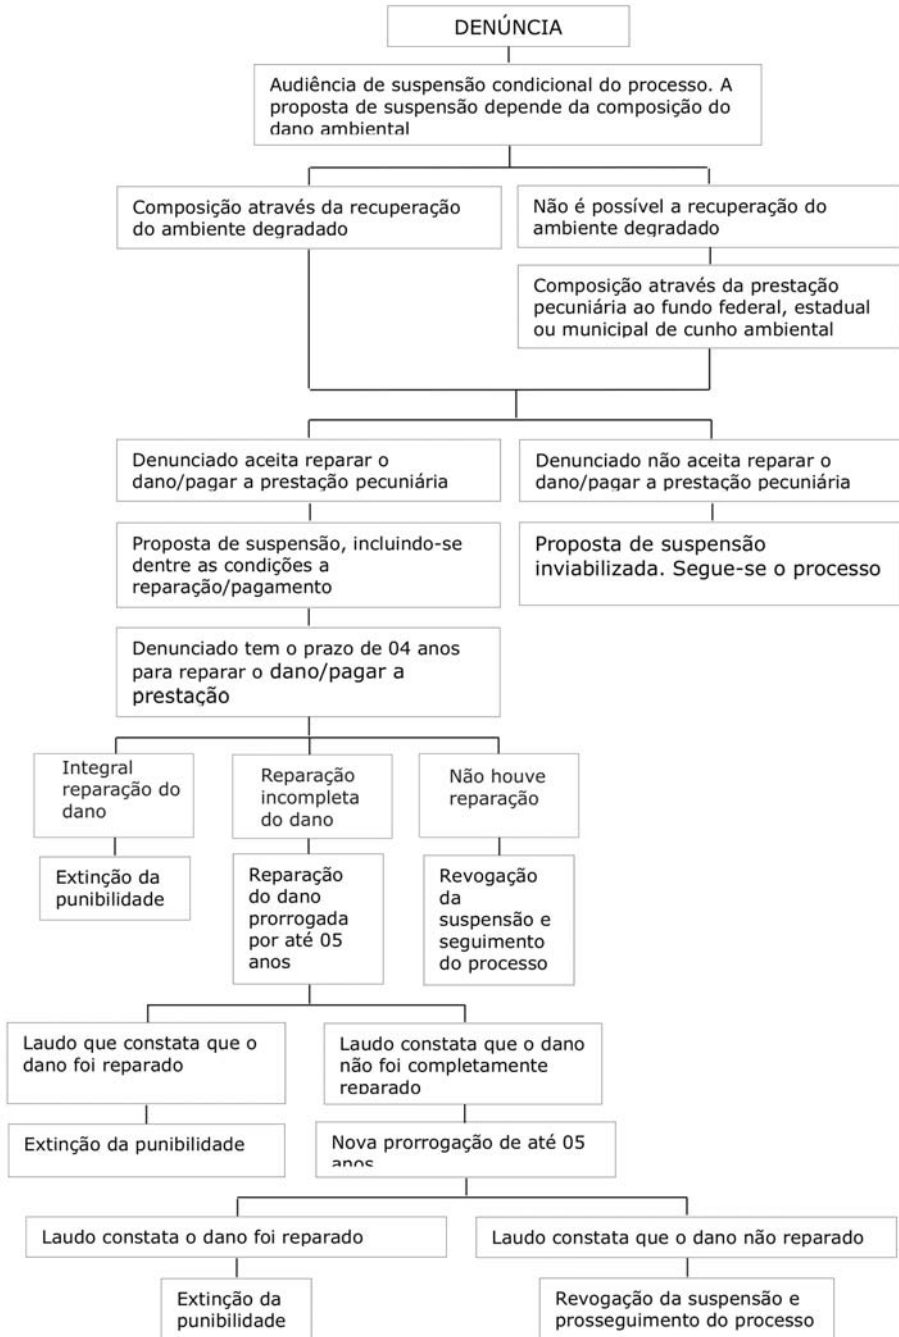 DENÚNCIA
Audiência de suspensão condicional do processo. A
proposta de suspensão depende da composição do
dano ambiental
Composição através da recuperação
do ambiente degradado
Não é possível a recuperação do
ambiente degradado
Composição através da prestação
pecuniária ao fundo federal, estadual
ou municipal de cunho ambiental
Denunciado aceita reparar o
dano/pagar a prestação pecuniária
Denunciado não aceita reparar o
dano/pagar a prestação pecuniária
Proposta de suspensão, incluindo-se
dentre as condições a
reparação/pagamento
Proposta de suspensão
inviabilizada. Segue-se o processo
Denunciado tem o prazo de 04 anos
para reparar o dano/pagar a
prestação
Integral
reparação do
dano
Reparação
incompleta
do dano
Não houve
reparação
Extinção da
punibilidade
Reparação
do dano
prorrogada
por até 05
anos
Revogação
da
suspensão e
seguimento
do processo
Laudo que constata que o
dano foi reparado
Laudo constata que o dano
não foi completamente
reparado
Extinção da punibilidade
Nova prorrogação de até 05
anos
Laudo constata o dano foi reparado
Laudo constata que o dano não reparado
Extinção da
punibilidade
Revogação da suspensão e
prosseguimento do processo